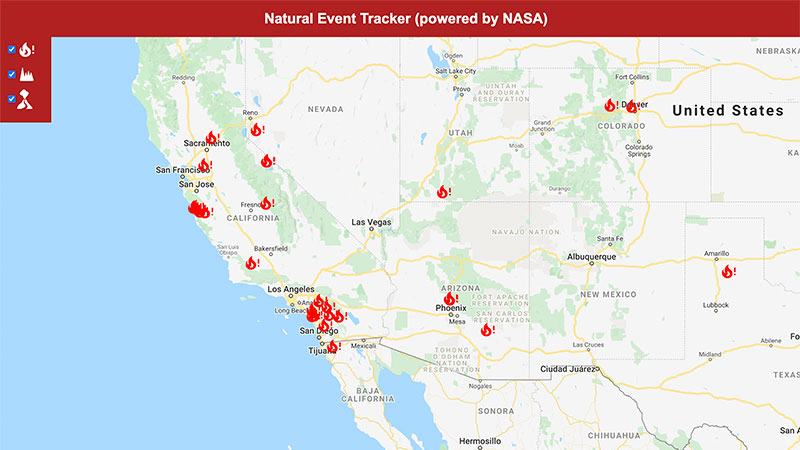 Natural Event Tracker (powered by NASA)
NEBRASKA
Ogden
Salt Lake City
Provo
UINTAH
AND OURAY
RESERVATION
Fort Collins
Denver
Redding
Reno
NEVADA
UTAH
Grand
Junction
COLORADO
United States
Sacramento
Moab
Colorado
Springs
San Francisco
San Jose
KA
Durango
Fresno
CALIFORNIA
Las Vegas
NAVAJO NATION
San Luis
Obispo
Bakersfield
Santa Fe
Albuquerque
Amarillo
Los Angeles
Long Beach
ARIZONA
Phoenix
Mesa
FORT APACHE
RESERVATION
SAN CARLOS
RESERVATION
NEW MEXICO
Lubbock
San Diego
Tijuana
Mexicali
TOHONO
O'ODHAM
NATION
RESERVATION
Las Cruces
Ciudad Juárez
Midland
Abilene
TEXAS
Nogales
BAJA
CALIFORNIA
SONORA
Hermosillo
CHIHUAHUA
San A